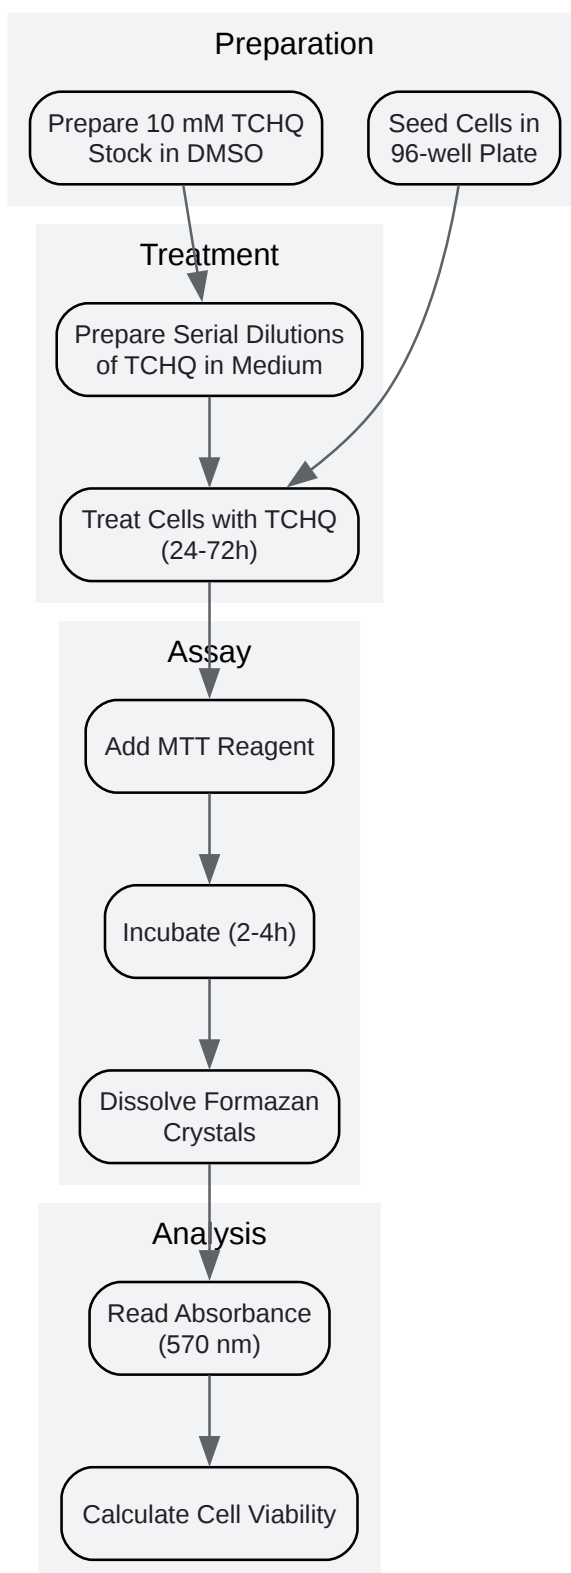 Preparation
Prepare 10 mM TCHQ
Stock in DMSO
Seed Cells in
96-well Plate
Treatment
Prepare Serial Dilutions
of TCHQ in Medium
Treat Cells with TCHQ
(24-72h)
Assay
Add MTT Reagent
Incubate (2-4h)
Dissolve Formazan
Crystals
Analysis
Read Absorbance
(570 nm)
Calculate Cell Viability